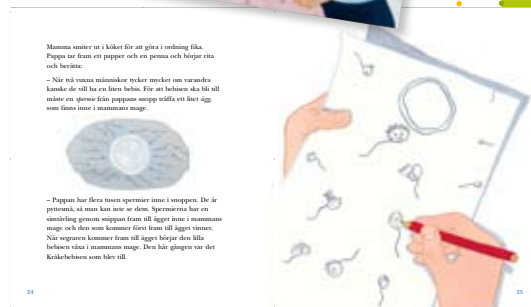 Mamma smiter ut i köket för att göra i ordning fika.
Pappa tar fram ett papper och en penna och börjar rita
och berätta:
– När två vuxna människor tycker mycket om varandra
kanske de vill ha en liten bebis. För att bebisen ska bli till
måste en spermie från pappans snopp träffa ett litet ägg,
som finns inne i mammans mage.
– Pappan har flera tusen spermier inne i snoppen. De är
pyttesmå, så man kan inte se dem. Spermierna har en
simtävling genom snippan fram till ägget inne i mammans
mage och den som kommer först fram till ägget vinner.
När segraren kommer fram till ägget börjar den lilla
bebisen växa i mammans mage. Den här gången var det
Kråkebebisen som blev till.
24
25